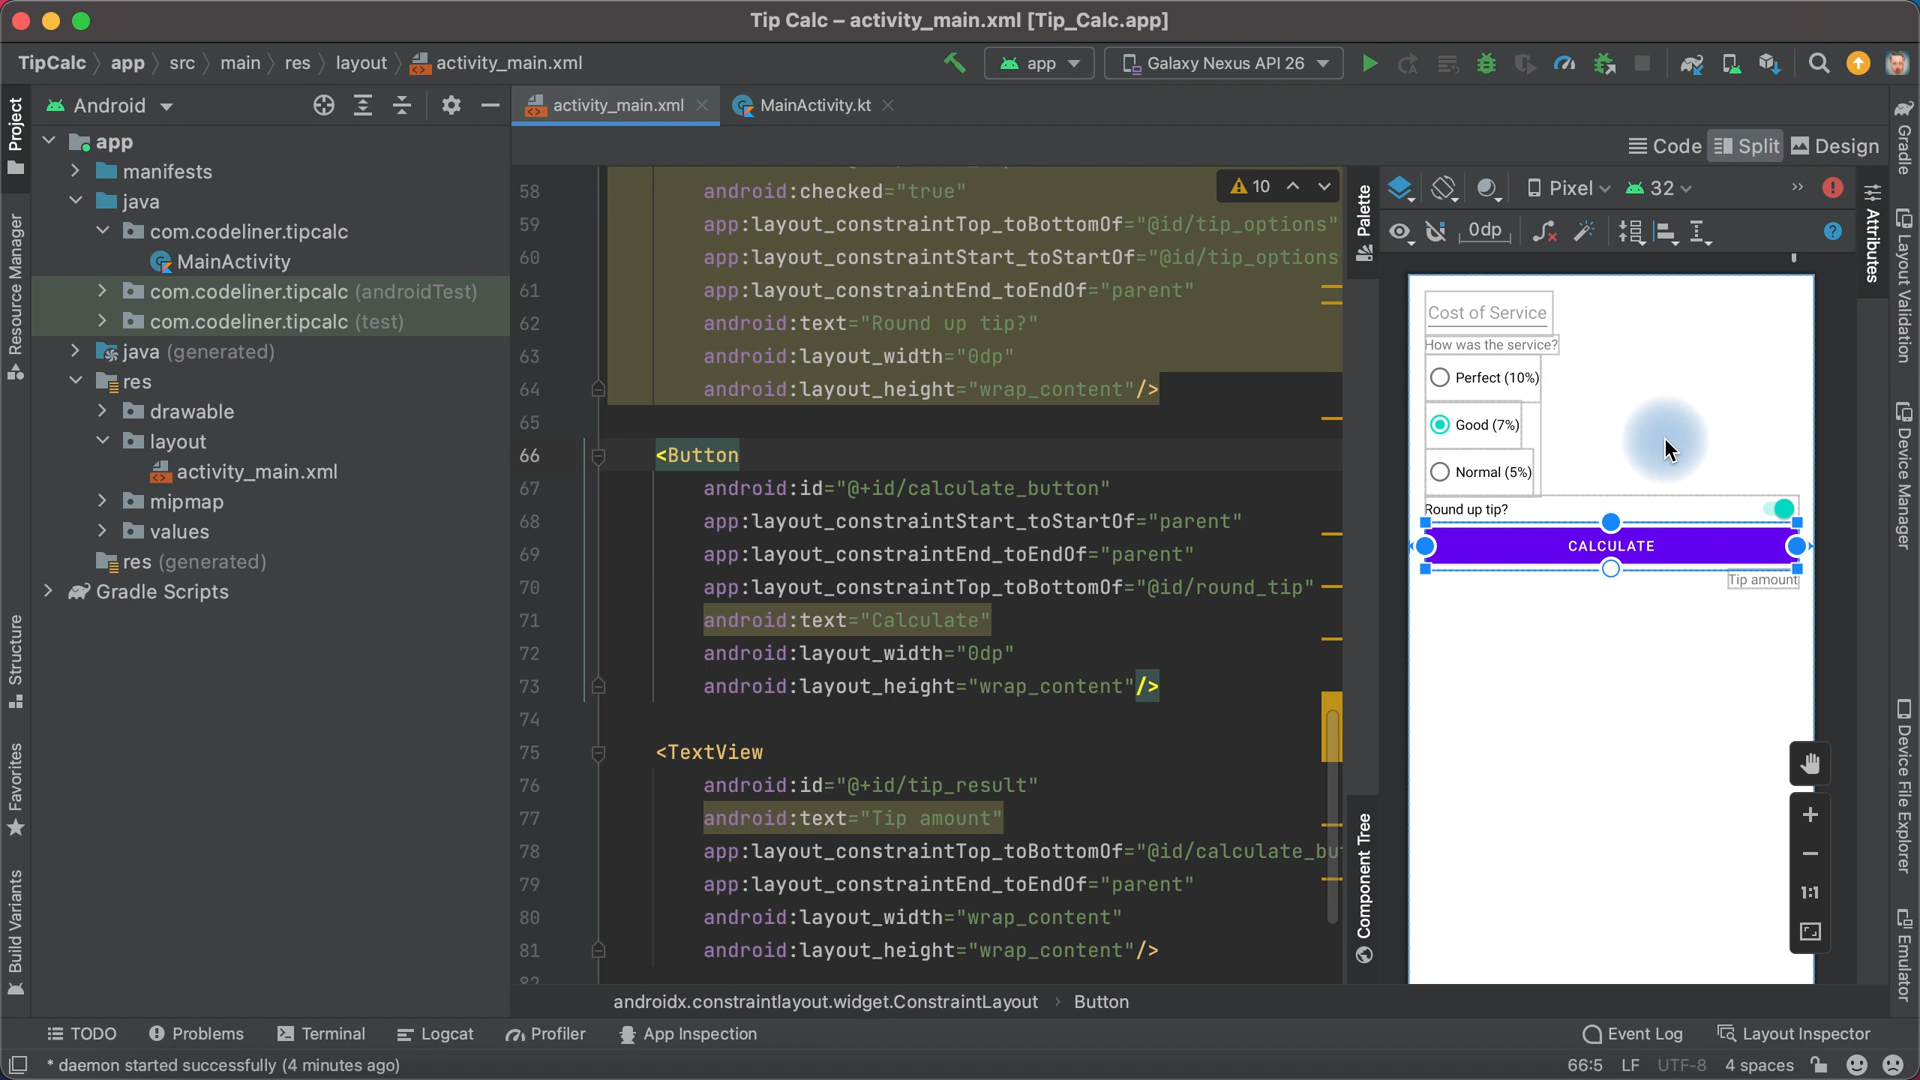 Tip Calc – activity_main.xml [Tip_Calc.app]
TipCalc app src main res layout activity_main.xml
app Galaxy Nexus API 26
Project
Android
activity_main.xml MainActivity.kt
Code Split Design
app
manifests
java
com.codeliner.tipcalc
MainActivity
com.codeliner.tipcalc (androidTest)
com.codeliner.tipcalc (test)
java (generated)
res
drawable
layout
activity_main.xml
mipmap
values
res (generated)
Gradle Scripts
Resource Manager
Structure
Favorites
Build Variants
58 android:checked="true"
59 app:layout_constraintTop_toBottomOf="@id/tip_options"
60 app:layout_constraintStart_toStartOf="@id/tip_options
61 app:layout_constraintEnd_toEndOf="parent"
62 android:text="Round up tip?"
63 android:layout_width="0dp"
64 android:layout_height="wrap_content"/>
65
66 <Button
67 android:id="@+id/calculate_button"
68 app:layout_constraintStart_toStartOf="parent"
69 app:layout_constraintEnd_toEndOf="parent"
70 app:layout_constraintTop_toBottomOf="@id/round_tip"
71 android:text="Calculate"
72 android:layout_width="0dp"
73 android:layout_height="wrap_content"/>
74
75 <TextView
76 android:id="@+id/tip_result"
77 android:text="Tip amount"
78 app:layout_constraintTop_toBottomOf="@id/calculate_bu
79 app:layout_constraintEnd_toEndOf="parent"
80 android:layout_width="wrap_content"
81 android:layout_height="wrap_content"/>
10
Palette
Component Tree
Pixel 32
0dp
Cost of Service
How was the service?
Perfect (10%)
Good (7%)
Normal (5%)
Round up tip?
CALCULATE
Tip amount
1:1
Attributes
Gradle
Layout Validation
Device Manager
Device File Explorer
Emulator
androidx.constraintlayout.widget.ConstraintLayout Button
TODO Problems Terminal Logcat Profiler App Inspection Event Log Layout Inspector
* daemon started successfully (4 minutes ago) 66:5 LF UTF-8 4 spaces